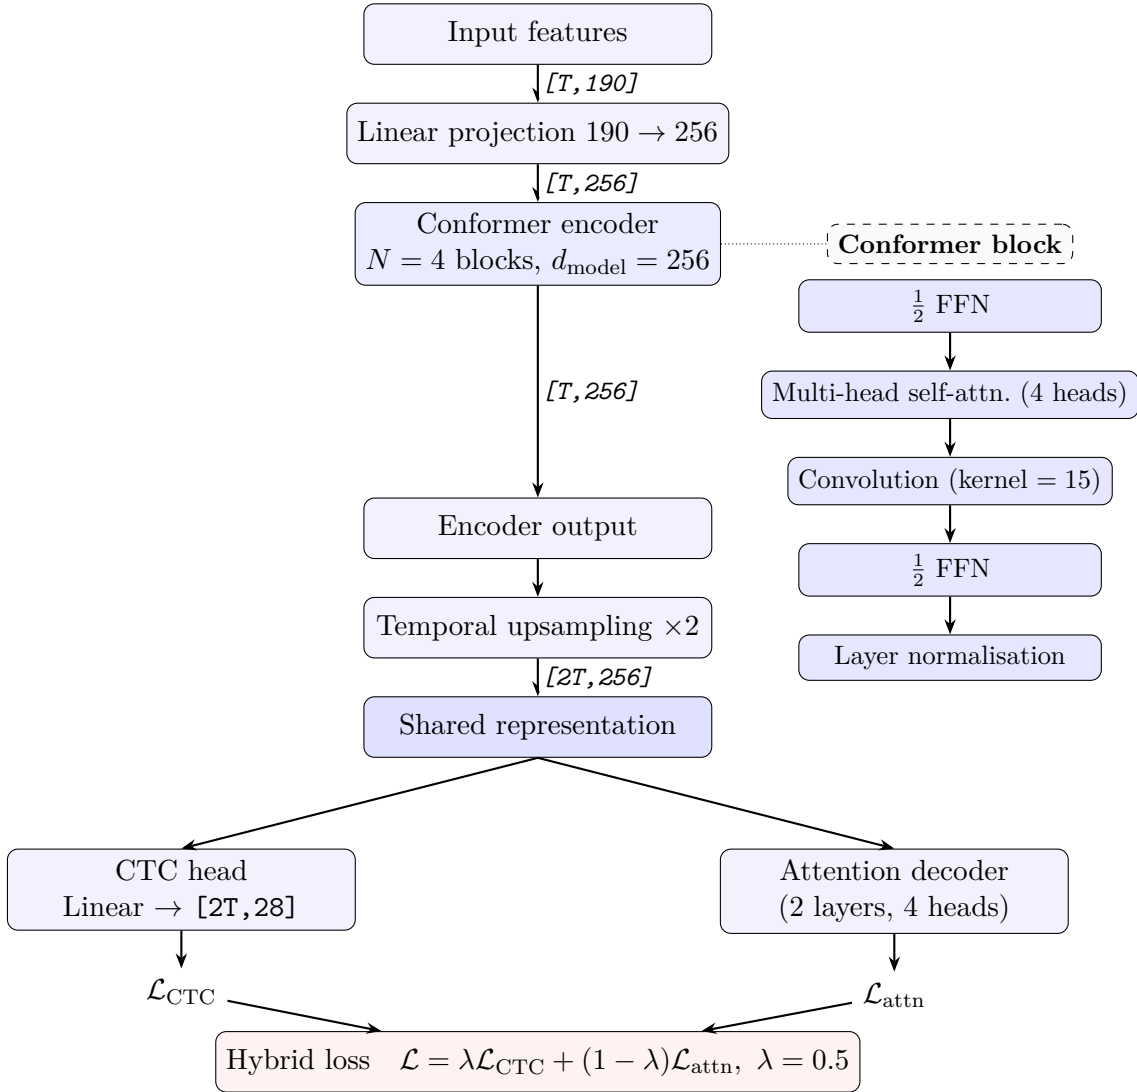 Input features
[T,190]
Linear projection 190 → 256
[T,256]
Conformer encoder
N = 4 blocks, d_model = 256
Conformer block
½ FFN
Multi-head self-attn. (4 heads)
Convolution (kernel = 15)
½ FFN
Layer normalisation
[T,256]
Encoder output
Temporal upsampling ×2
[2T,256]
Shared representation
CTC head
Linear → [2T,28]
Attention decoder
(2 layers, 4 heads)
ℒ_CTC
ℒ_attn
Hybrid loss ℒ = λℒ_CTC + (1 − λ)ℒ_attn, λ = 0.5